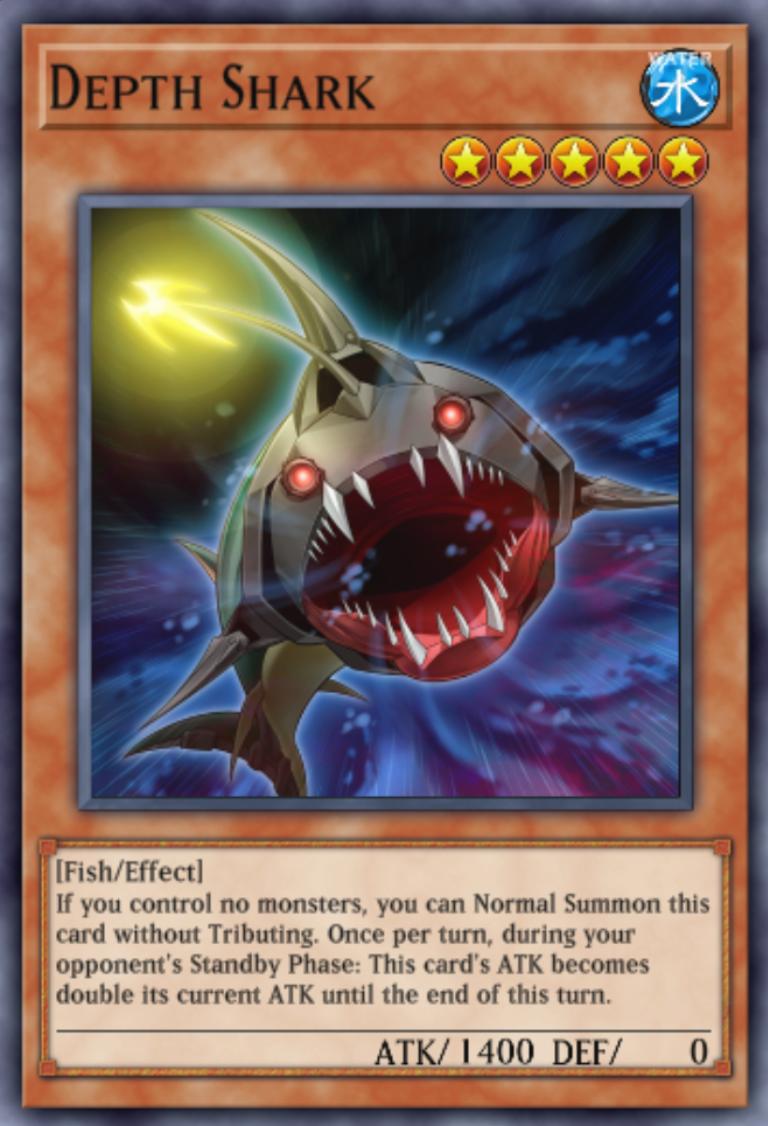 DEPTH SHARK
WATER
水
[Fish/Effect]
If you control no monsters, you can Normal Summon this
card without Tributing. Once per turn, during your
opponent's Standby Phase: This card's ATK becomes
double its current ATK until the end of this turn.
ATK/ 1400 DEF/ 0